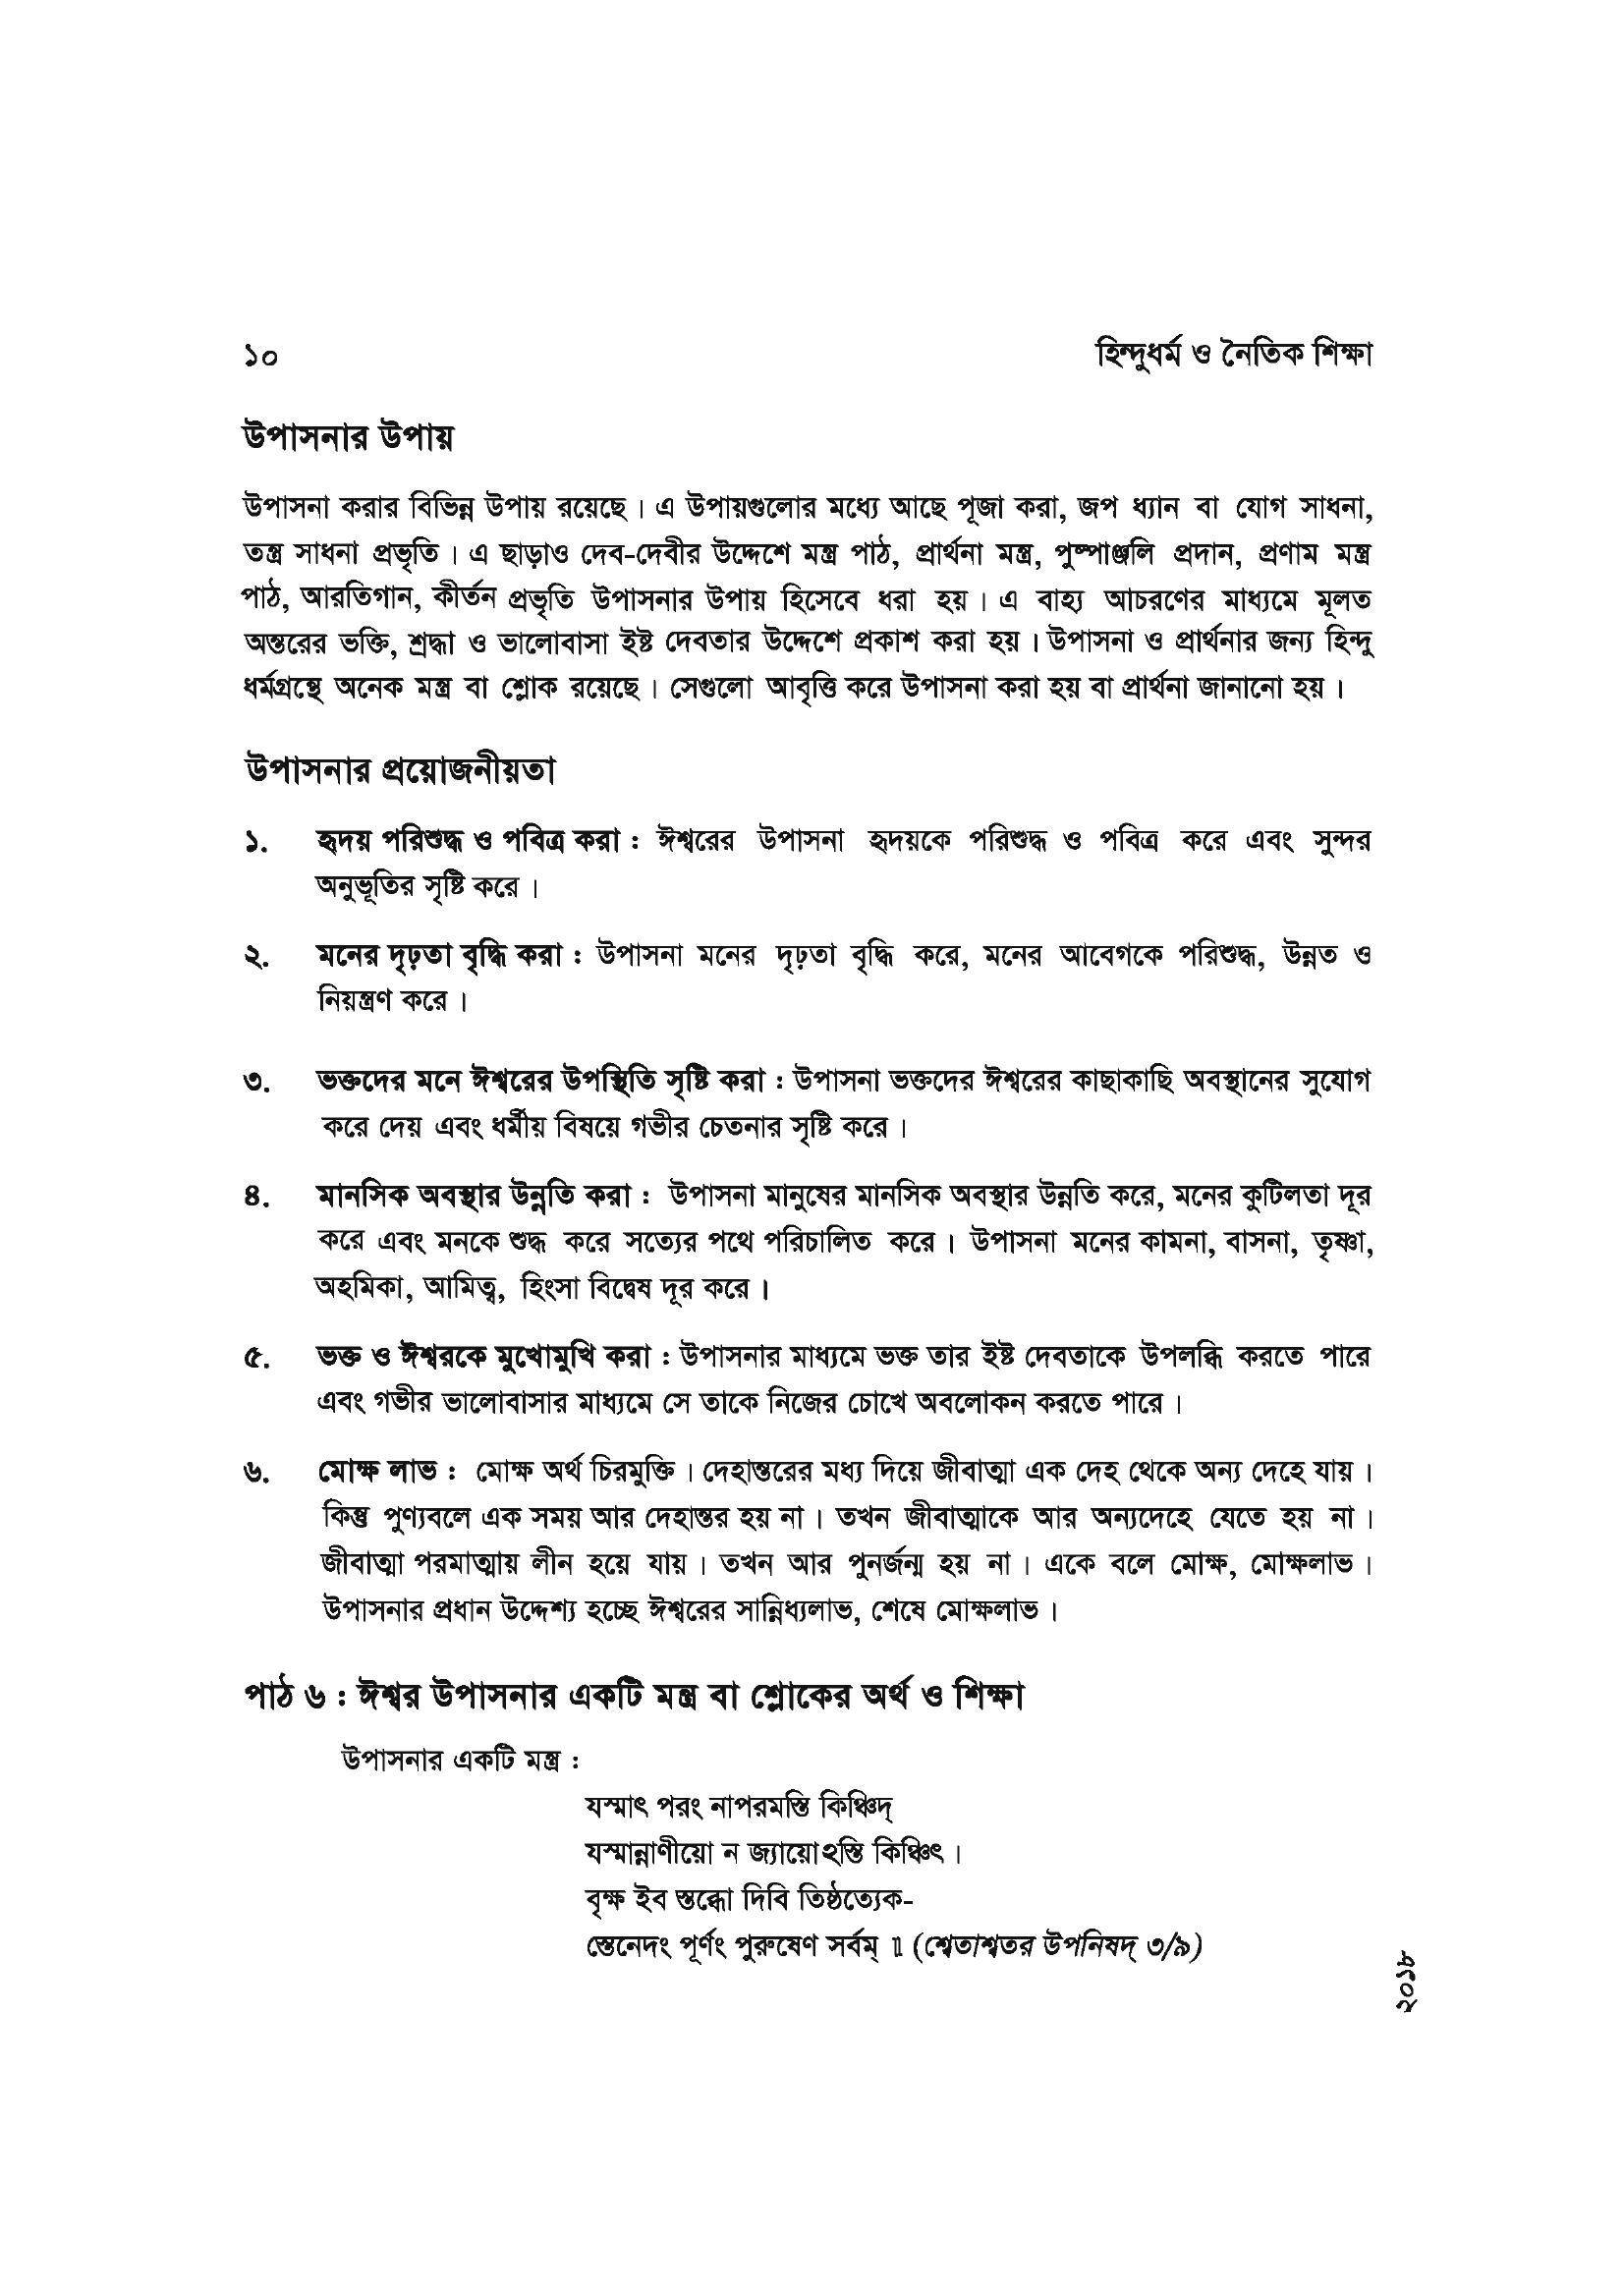 ১০ হিন্দুধর্ম ও নৈতিক শিক্ষা
উপাসনার উপায়
উপাসনা করার বিভিন্ন উপায় রয়েছে। এ উপায়গুলোর মধ্যে আছে পূজা করা, জপ ধ্যান বা যোগ সাধনা,
তন্ত্র সাধনা প্রভৃতি। এ ছাড়াও দেব-দেবীর উদ্দেশে মন্ত্র পাঠ, প্রার্থনা মন্ত্র, পুষ্পাঞ্জলি প্রদান, প্রণাম মন্ত্র
পাঠ, আরতিগান, কীর্তন প্রভৃতি উপাসনার উপায় হিসেবে ধরা হয়। এ বাহ্য আচরণের মাধ্যমে মূলত
অন্তরের ভক্তি, শ্রদ্ধা ও ভালোবাসা ইষ্ট দেবতার উদ্দেশে প্রকাশ করা হয়। উপাসনা ও প্রার্থনার জন্য হিন্দু
ধর্মগ্রন্থে অনেক মন্ত্র বা শ্লোক রয়েছে। সেগুলো আবৃত্তি করে উপাসনা করা হয় বা প্রার্থনা জানানো হয়।
উপাসনার প্রয়োজনীয়তা
১. হৃদয় পরিশুদ্ধ ও পবিত্র করা : ঈশ্বরের উপাসনা হৃদয়কে পরিশুদ্ধ ও পবিত্র করে এবং সুন্দর
অনুভূতির সৃষ্টি করে।
২. মনের দৃঢ়তা বৃদ্ধি করা : উপাসনা মনের দৃঢ়তা বৃদ্ধি করে, মনের আবেগকে পরিশুদ্ধ, উন্নত ও
নিয়ন্ত্রণ করে।
৩. ভক্তদের মনে ঈশ্বরের উপস্থিতি সৃষ্টি করা : উপাসনা ভক্তদের ঈশ্বরের কাছাকাছি অবস্থানের সুযোগ
করে দেয় এবং ধর্মীয় বিষয়ে গভীর চেতনার সৃষ্টি করে।
৪. মানসিক অবস্থার উন্নতি করা : উপাসনা মানুষের মানসিক অবস্থার উন্নতি করে, মনের কুটিলতা দূর
করে এবং মনকে শুদ্ধ করে সত্যের পথে পরিচালিত করে। উপাসনা মনের কামনা, বাসনা, তৃষ্ণা,
অহমিকা, আমিত্ব, হিংসা বিদ্বেষ দূর করে।
৫. ভক্ত ও ঈশ্বরকে মুখোমুখি করা : উপাসনার মাধ্যমে ভক্ত তার ইষ্ট দেবতাকে উপলব্ধি করতে পারে
এবং গভীর ভালোবাসার মাধ্যমে সে তাকে নিজের চোখে অবলোকন করতে পারে।
৬. মোক্ষ লাভ : মোক্ষ অর্থ চিরমুক্তি। দেহান্তরের মধ্য দিয়ে জীবাত্মা এক দেহ থেকে অন্য দেহে যায়।
কিন্তু পুণ্যবলে এক সময় আর দেহান্তর হয় না। তখন জীবাত্মাকে আর অন্যদেহে যেতে হয় না।
জীবাত্মা পরমাত্মায় লীন হয়ে যায়। তখন আর পুনর্জন্ম হয় না। একে বলে মোক্ষ, মোক্ষলাভ।
উপাসনার প্রধান উদ্দেশ্য হচ্ছে ঈশ্বরের সান্নিধ্যলাভ, শেষে মোক্ষলাভ।
পাঠ ৬ : ঈশ্বর উপাসনার একটি মন্ত্র বা শ্লোকের অর্থ ও শিক্ষা
উপাসনার একটি মন্ত্র :
যস্মাৎ পরং নাপরমস্তি কিঞ্চিদ্
যস্মান্নাণীয়ো ন জ্যায়োঽস্তি কিঞ্চিৎ।
বৃক্ষ ইব স্তব্ধো দিবি তিষ্ঠত্যেক-
স্তেনেদং পূর্ণং পুরুষেণ সর্বম্ ॥ (শ্বেতাশ্বতর উপনিষদ্ ৩/৯)
২০১৮